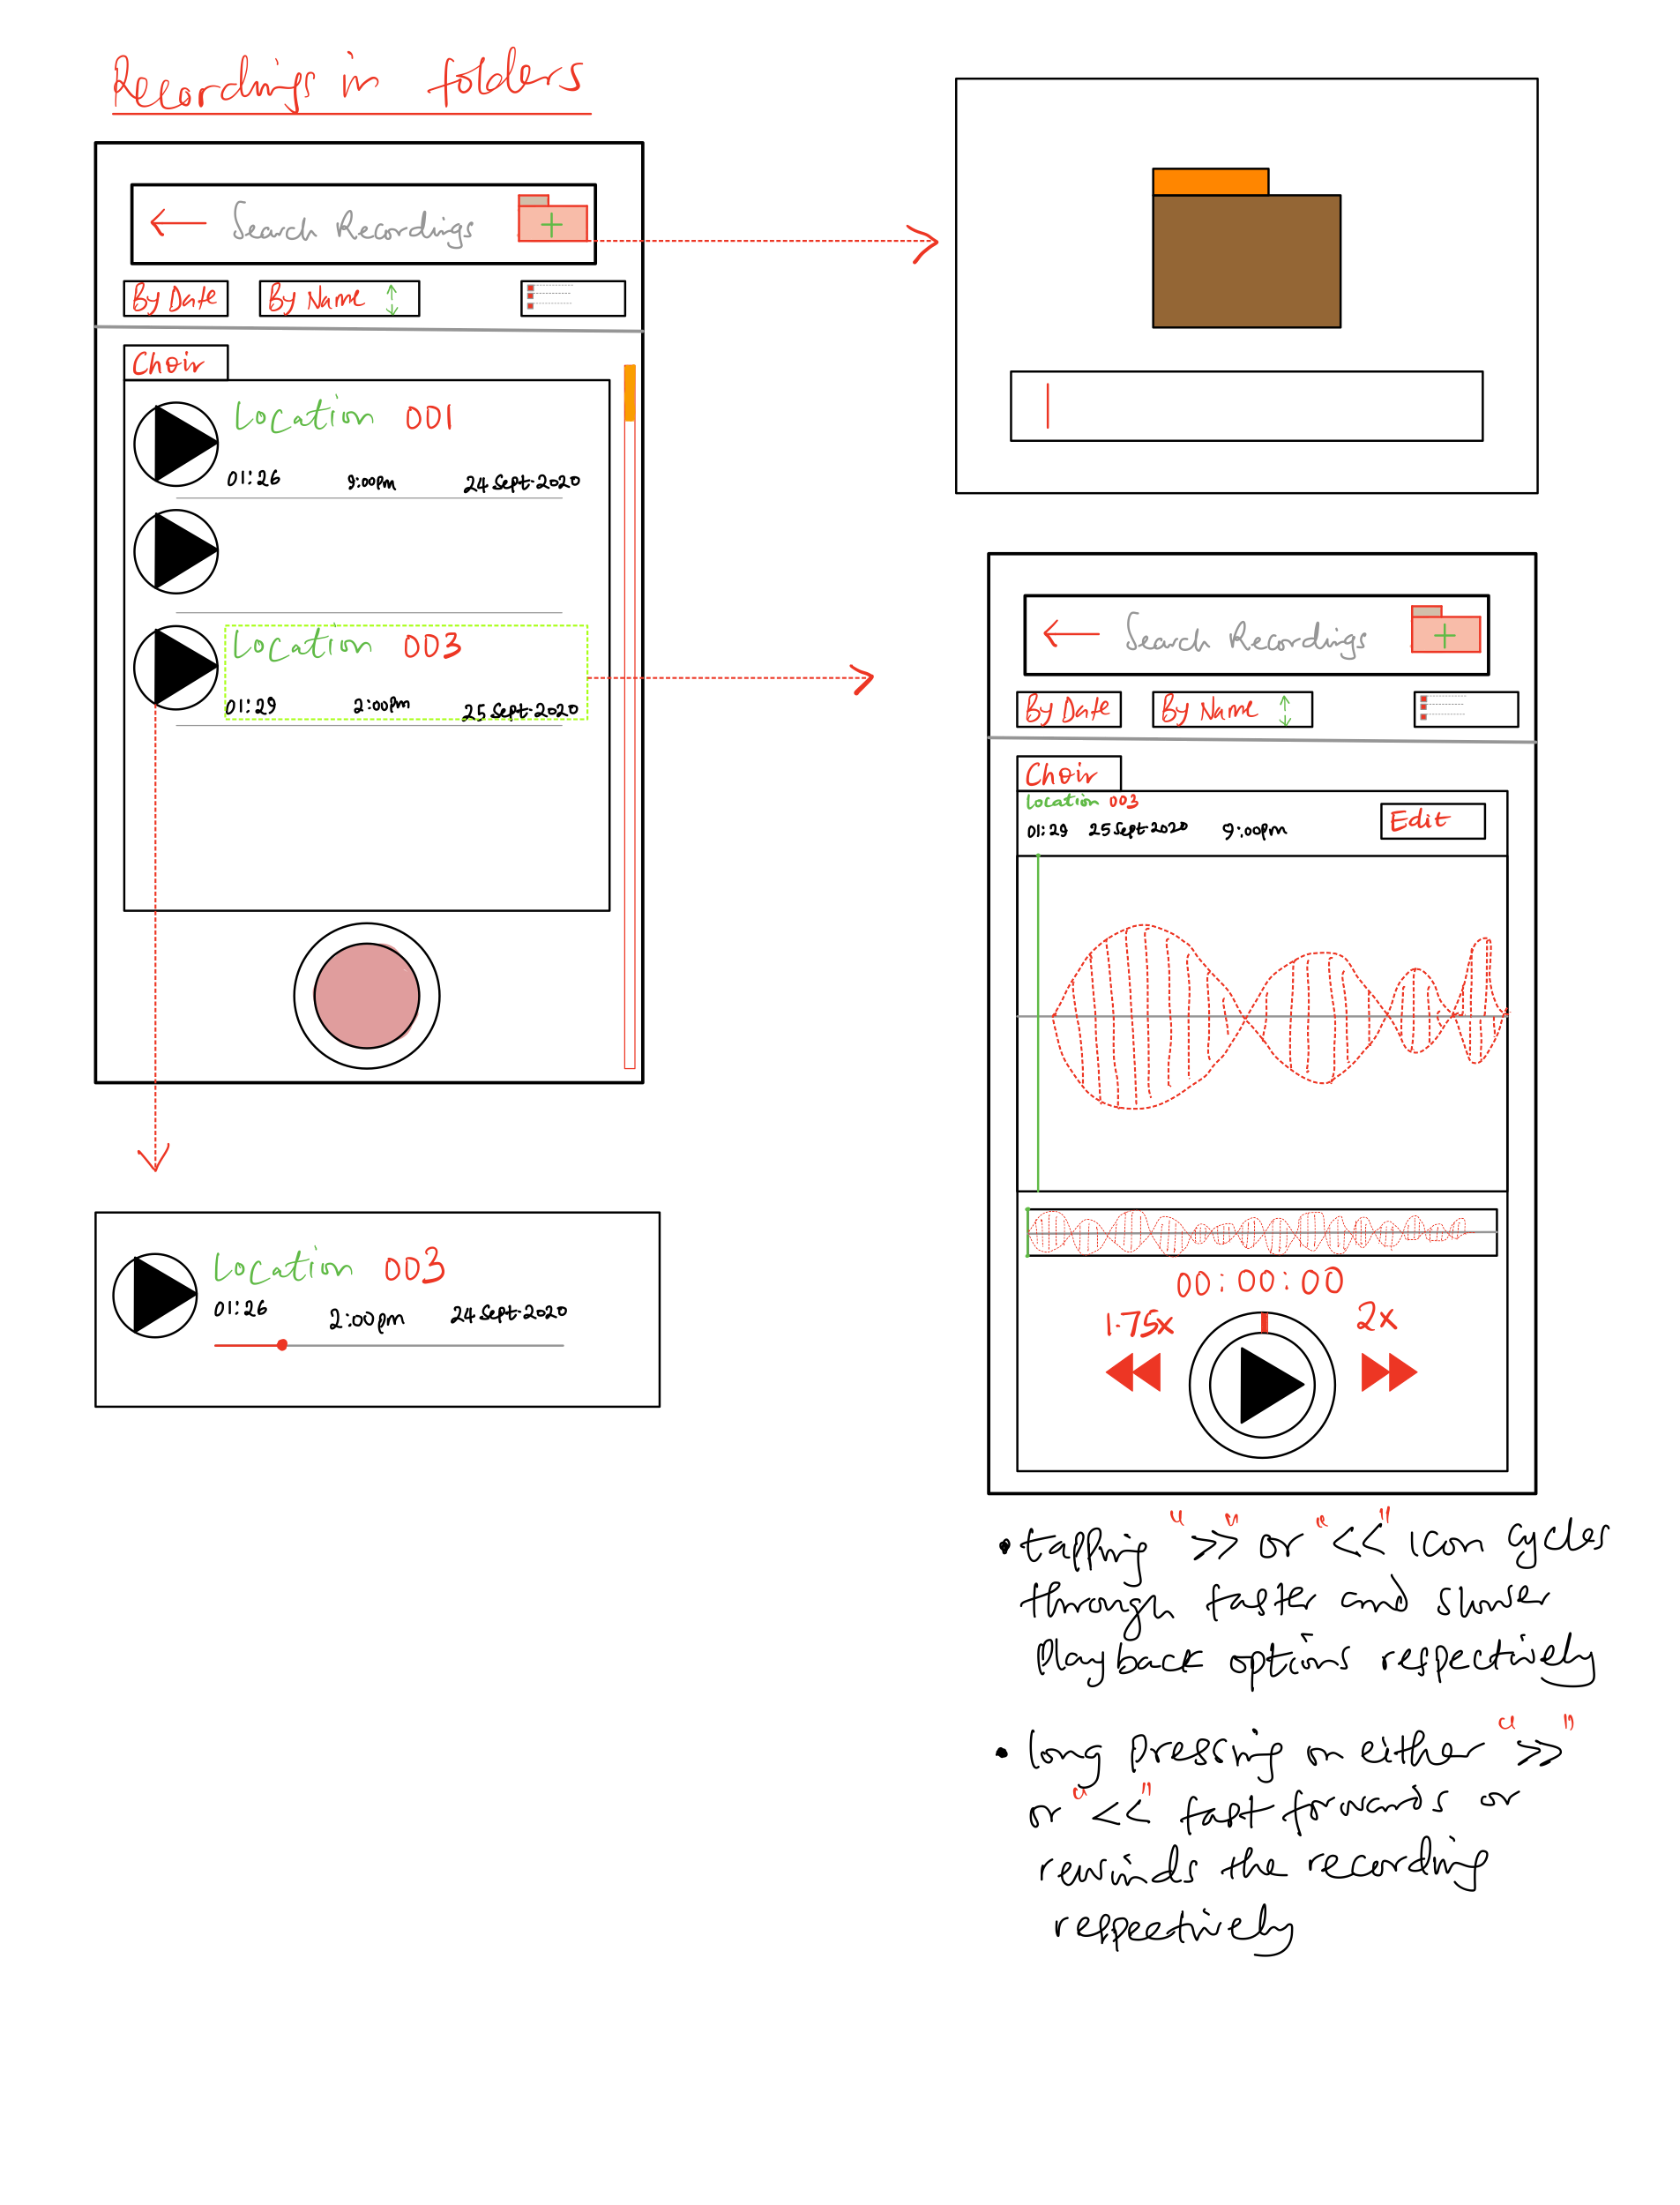 Recordings in folders
Search Recordings
By Date
By Name
Choir
Location 001
01:26 9:00pm 24 Sept-2020
Location 003
01:29 2:00pm 25 Sept-2020
Location 003
01:26 2:00pm 24 Sept-2020
Search Recordings
By Date
By Name
Choir
Location 003
01:29 25 Sept 2020 9:00pm
Edit
00:00:00
1.75x
2x
• tapping ">>" or "<<" icon cycles
through faster and slower
Playback options respectively
• long pressing on either ">>"
or "<<" fast forwards or
rewinds the recording
respectively